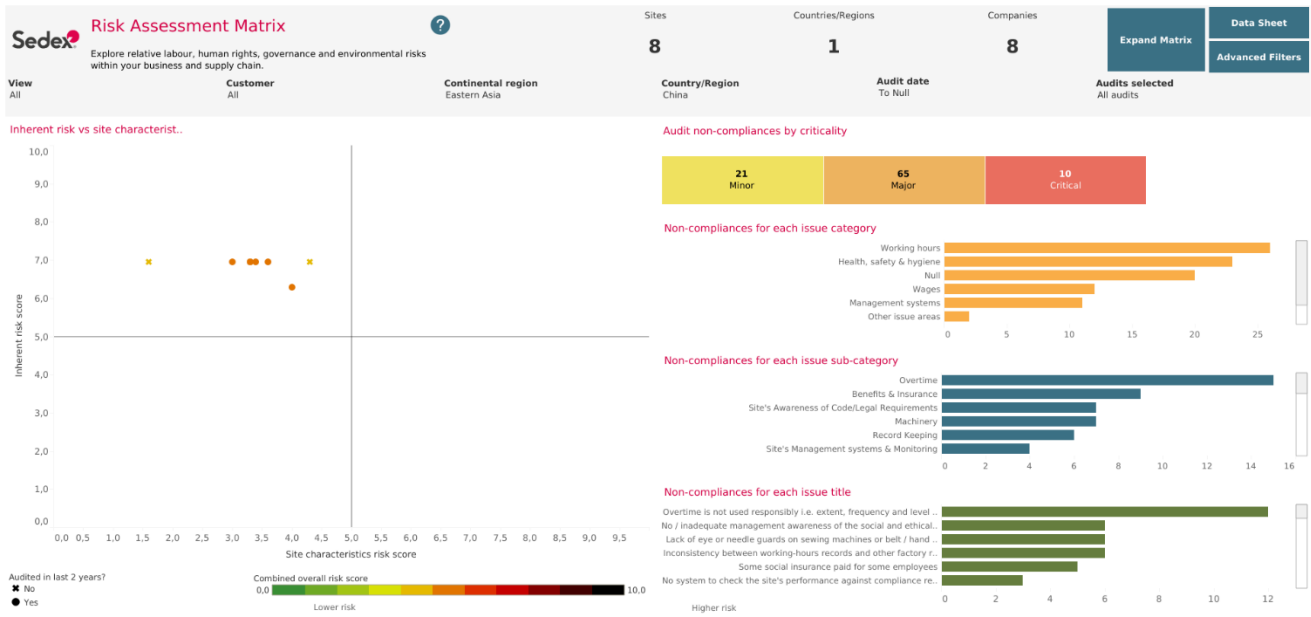 Sedex
Risk Assessment Matrix
?
Explore relative labour, human rights, governance and environmental risks
within your business and supply chain.
Sites
8
Countries/Regions
1
Companies
8
Expand Matrix
Data Sheet
Advanced Filters
View
All
Customer
All
Continental region
Eastern Asia
Country/Region
China
Audit date
To Null
Audits selected
All audits
Inherent risk vs site characterist..
10,0
9,0
8,0
7,0
6,0
5,0
4,0
3,0
2,0
1,0
0,0
Inherent risk score
0,0 0,5 1,0 1,5 2,0 2,5 3,0 3,5 4,0 4,5 5,0 5,5 6,0 6,5 7,0 7,5 8,0 8,5 9,0 9,5
Site characteristics risk score
Audited in last 2 years?
No
Yes
Combined overall risk score
0,0 10,0
Lower risk
Higher risk
Audit non-compliances by criticality
21
Minor
65
Major
10
Critical
Non-compliances for each issue category
Working hours
Health, safety & hygiene
Null
Wages
Management systems
Other issue areas
0 5 10 15 20 25
Non-compliances for each issue sub-category
Overtime
Benefits & Insurance
Site's Awareness of Code/Legal Requirements
Machinery
Record Keeping
Site's Management systems & Monitoring
0 2 4 6 8 10 12 14 16
Non-compliances for each issue title
Overtime is not used responsibly i.e. extent, frequency and level ..
No / inadequate management awareness of the social and ethical..
Lack of eye or needle guards on sewing machines or belt / hand ..
Inconsistency between working-hours records and other factory r..
Some social insurance paid for some employees
No system to check the site's performance against compliance re..
0 2 4 6 8 10 12